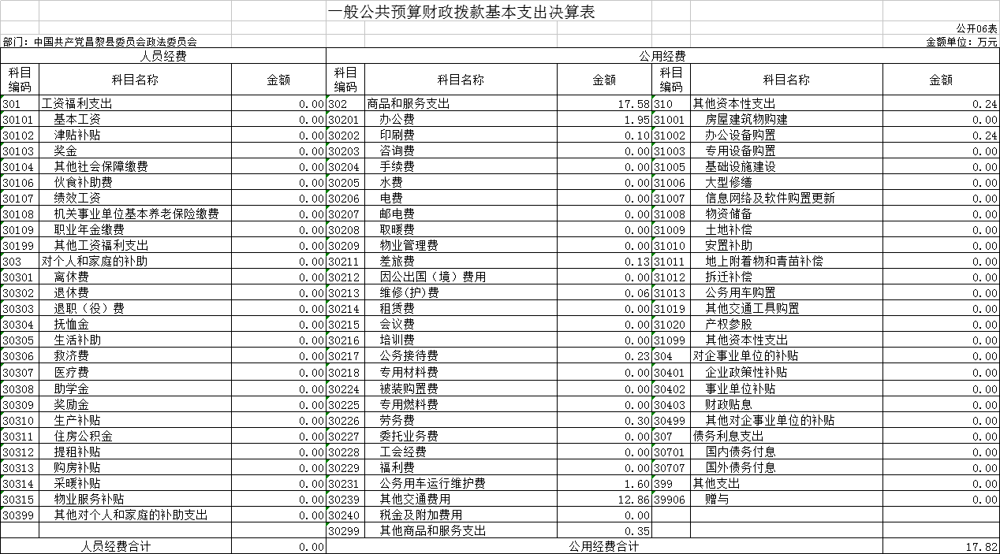 一般公共预算财政拨款基本支出决算表
公开06表
部门：中国共产党昌黎县委员会政法委员会 金额单位：万元
人员经费 公用经费
科目编码 科目名称 金额 科目编码 科目名称 金额 科目编码 科目名称 金额
301 工资福利支出 0.00 302 商品和服务支出 17.58 310 其他资本性支出 0.24
30101 基本工资 0.00 30201 办公费 1.95 31001 房屋建筑物购建 0.00
30102 津贴补贴 0.00 30202 印刷费 0.10 31002 办公设备购置 0.24
30103 奖金 0.00 30203 咨询费 0.00 31003 专用设备购置 0.00
30104 其他社会保障缴费 0.00 30204 手续费 0.00 31005 基础设施建设 0.00
30106 伙食补助费 0.00 30205 水费 0.00 31006 大型修缮 0.00
30107 绩效工资 0.00 30206 电费 0.00 31007 信息网络及软件购置更新 0.00
30108 机关事业单位基本养老保险缴费 0.00 30207 邮电费 0.00 31008 物资储备 0.00
30109 职业年金缴费 0.00 30208 取暖费 0.00 31009 土地补偿 0.00
30199 其他工资福利支出 0.00 30209 物业管理费 0.00 31010 安置补助 0.00
303 对个人和家庭的补助 0.00 30211 差旅费 0.13 31011 地上附着物和青苗补偿 0.00
30301 离休费 0.00 30212 因公出国（境）费用 0.00 31012 拆迁补偿 0.00
30302 退休费 0.00 30213 维修(护)费 0.06 31013 公务用车购置 0.00
30303 退职（役）费 0.00 30214 租赁费 0.00 31019 其他交通工具购置 0.00
30304 抚恤金 0.00 30215 会议费 0.00 31020 产权参股 0.00
30305 生活补助 0.00 30216 培训费 0.00 31099 其他资本性支出 0.00
30306 救济费 0.00 30217 公务接待费 0.23 304 对企事业单位的补贴 0.00
30307 医疗费 0.00 30218 专用材料费 0.00 30401 企业政策性补贴 0.00
30308 助学金 0.00 30224 被装购置费 0.00 30402 事业单位补贴 0.00
30309 奖励金 0.00 30225 专用燃料费 0.00 30403 财政贴息 0.00
30310 生产补贴 0.00 30226 劳务费 0.30 30499 其他对企事业单位的补贴 0.00
30311 住房公积金 0.00 30227 委托业务费 0.00 307 债务利息支出 0.00
30312 提租补贴 0.00 30228 工会经费 0.00 30701 国内债务付息 0.00
30313 购房补贴 0.00 30229 福利费 0.00 30707 国外债务付息 0.00
30314 采暖补贴 0.00 30231 公务用车运行维护费 1.60 399 其他支出 0.00
30315 物业服务补贴 0.00 30239 其他交通费用 12.86 39906 赠与 0.00
30399 其他对个人和家庭的补助支出 0.00 30240 税金及附加费用 0.00
30299 其他商品和服务支出 0.35
人员经费合计 0.00 公用经费合计 17.82